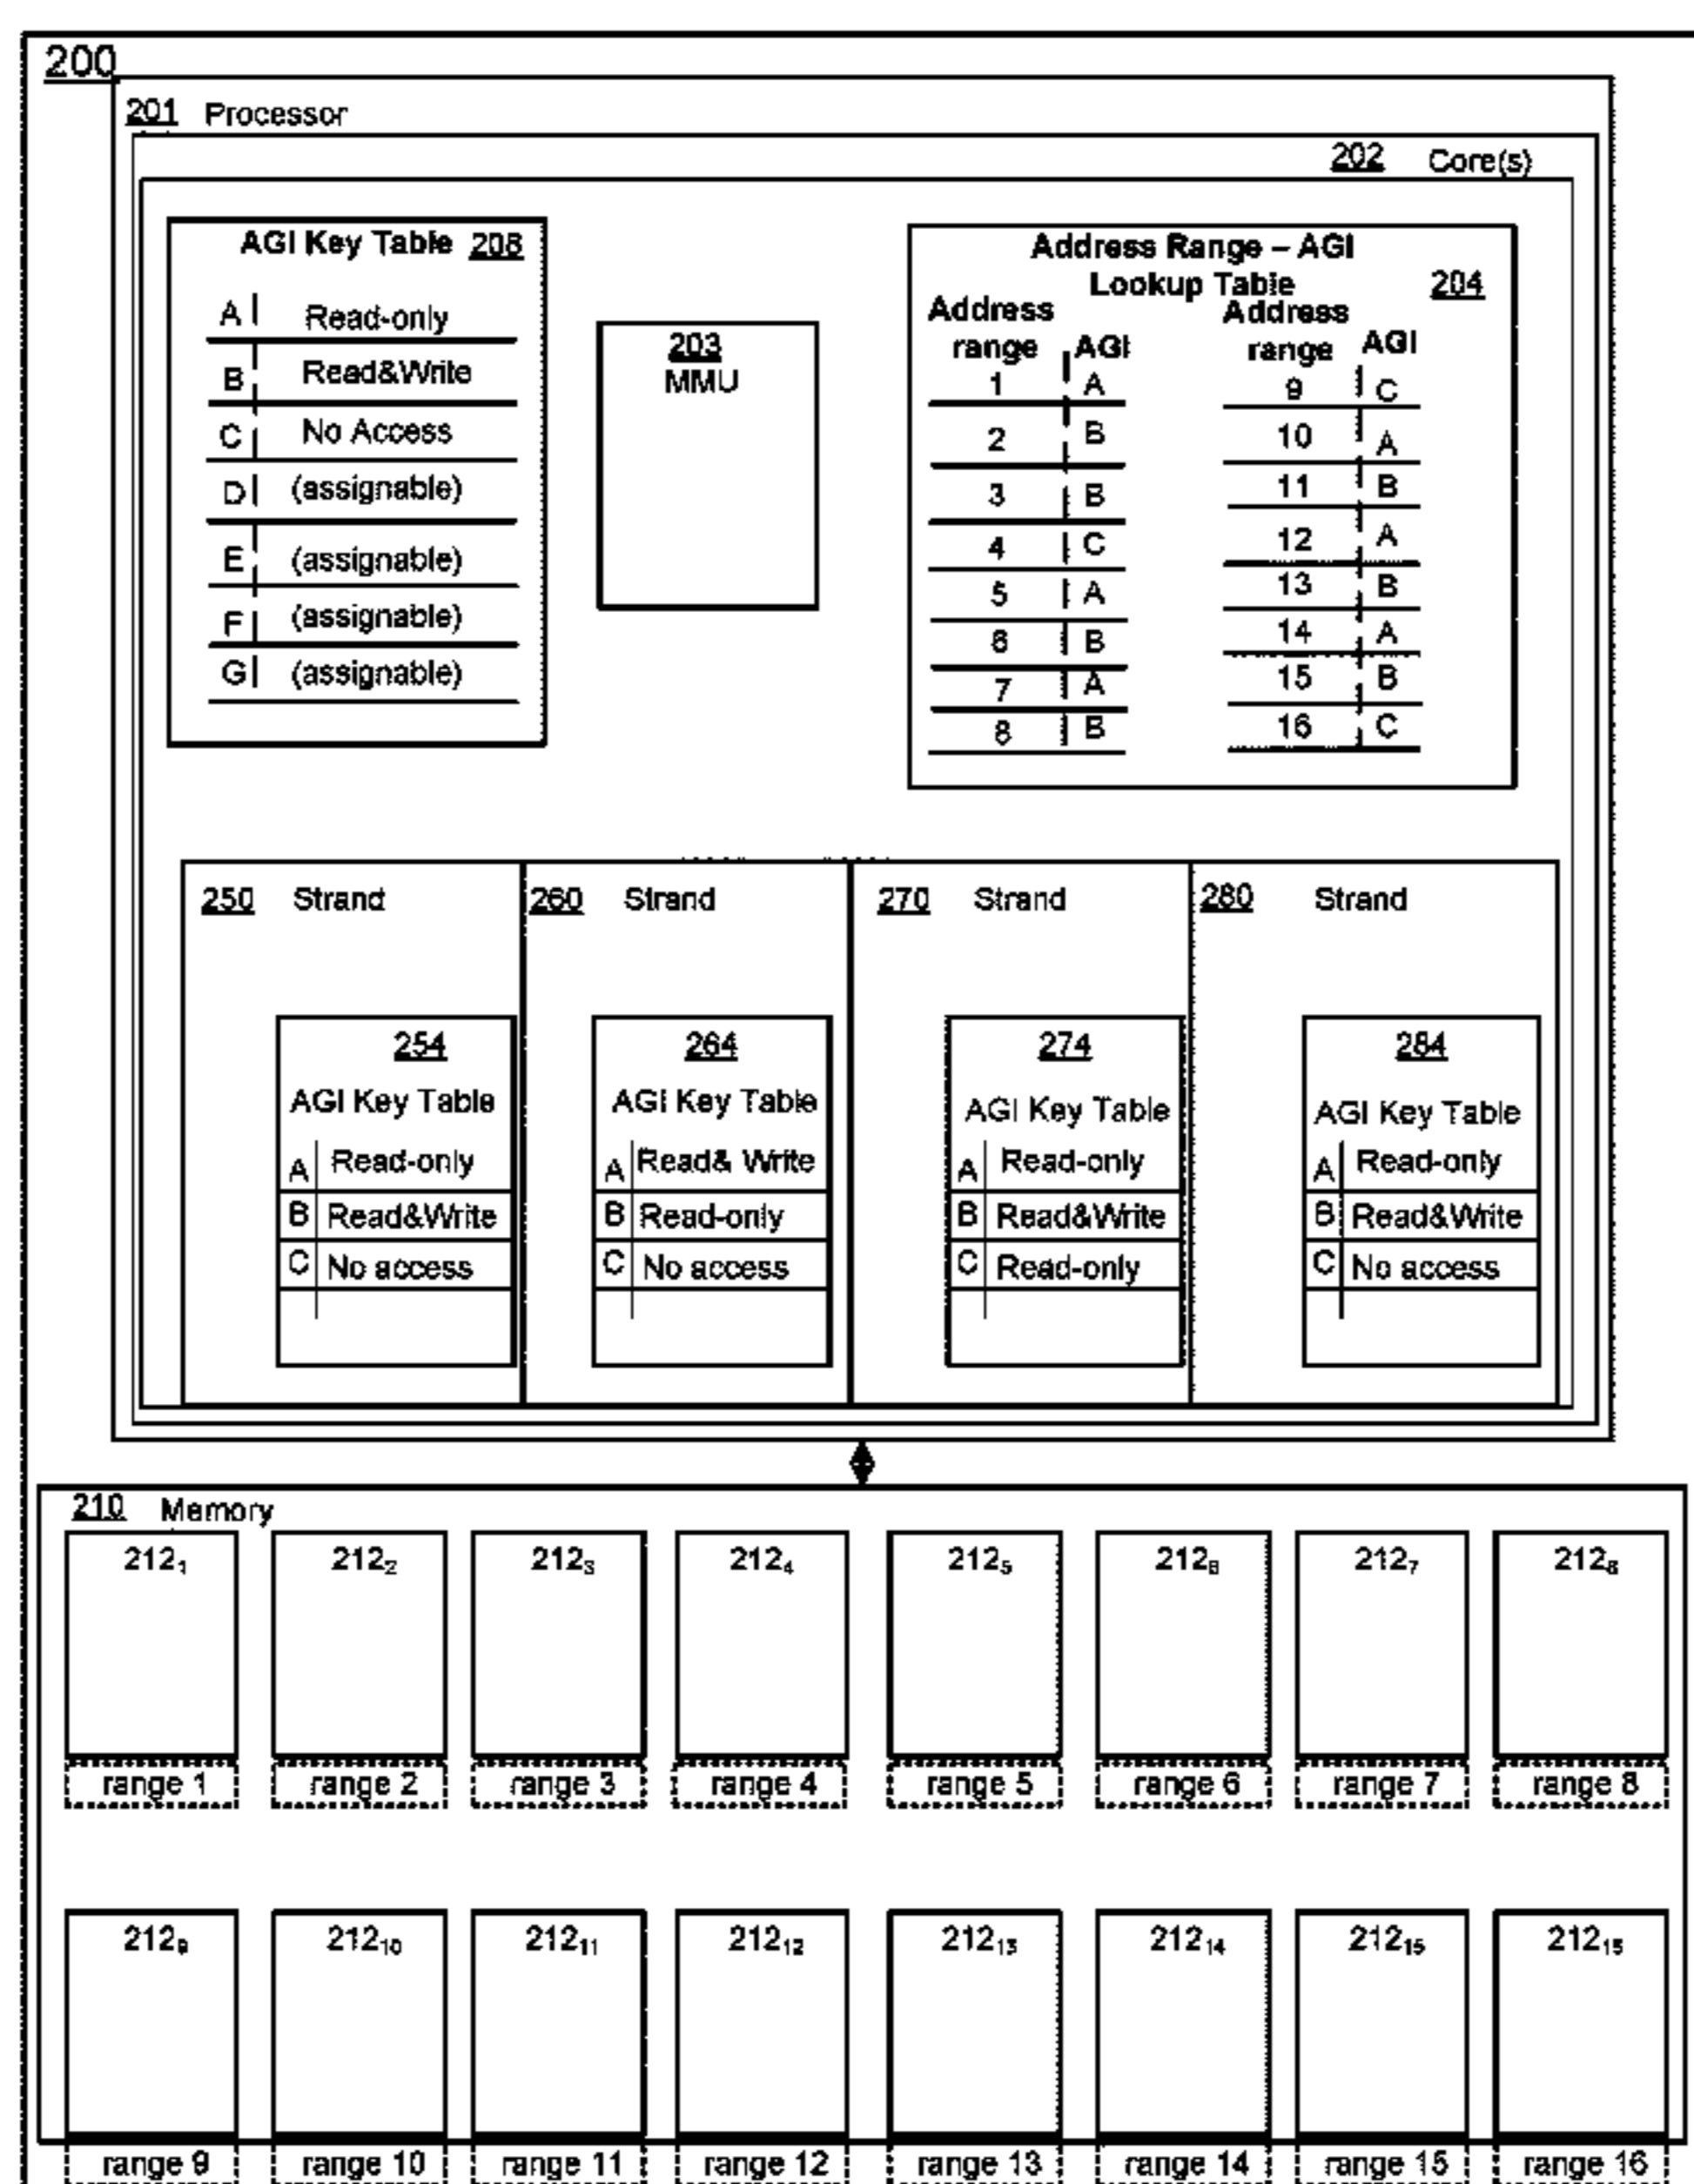 200
201 Processor
202 Core(s)
AGI Key Table 208
A Read-only
B Read&Write
C No Access
D (assignable)
E (assignable)
F (assignable)
G (assignable)
203
MMU
Address Range – AGI
Lookup Table 204
Address range AGI Address range AGI
1 A 9 C
2 B 10 A
3 B 11 B
4 C 12 A
5 A 13 B
6 B 14 A
7 A 15 B
8 B 16 C
250 Strand
254
AGI Key Table
A Read-only
B Read&Write
C No access
260 Strand
264
AGI Key Table
A Read& Write
B Read-only
C No access
270 Strand
274
AGI Key Table
A Read-only
B Read&Write
C Read-only
280 Strand
284
AGI Key Table
A Read-only
B Read&Write
C No access
210 Memory
212₁ 212₂ 212₃ 212₄ 212₅ 212₆ 212₇ 212₈
range 1 range 2 range 3 range 4 range 5 range 6 range 7 range 8
212₉ 212₁₀ 212₁₁ 212₁₂ 212₁₃ 212₁₄ 212₁₅ 212₁₆
range 9 range 10 range 11 range 12 range 13 range 14 range 15 range 16